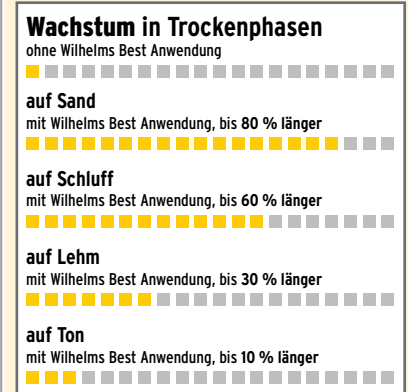 Wachstum in Trockenphasen
ohne Wilhelms Best Anwendung
auf Sand
mit Wilhelms Best Anwendung, bis 80 % länger
auf Schluff
mit Wilhelms Best Anwendung, bis 60 % länger
auf Lehm
mit Wilhelms Best Anwendung, bis 30 % länger
auf Ton
mit Wilhelms Best Anwendung, bis 10 % länger